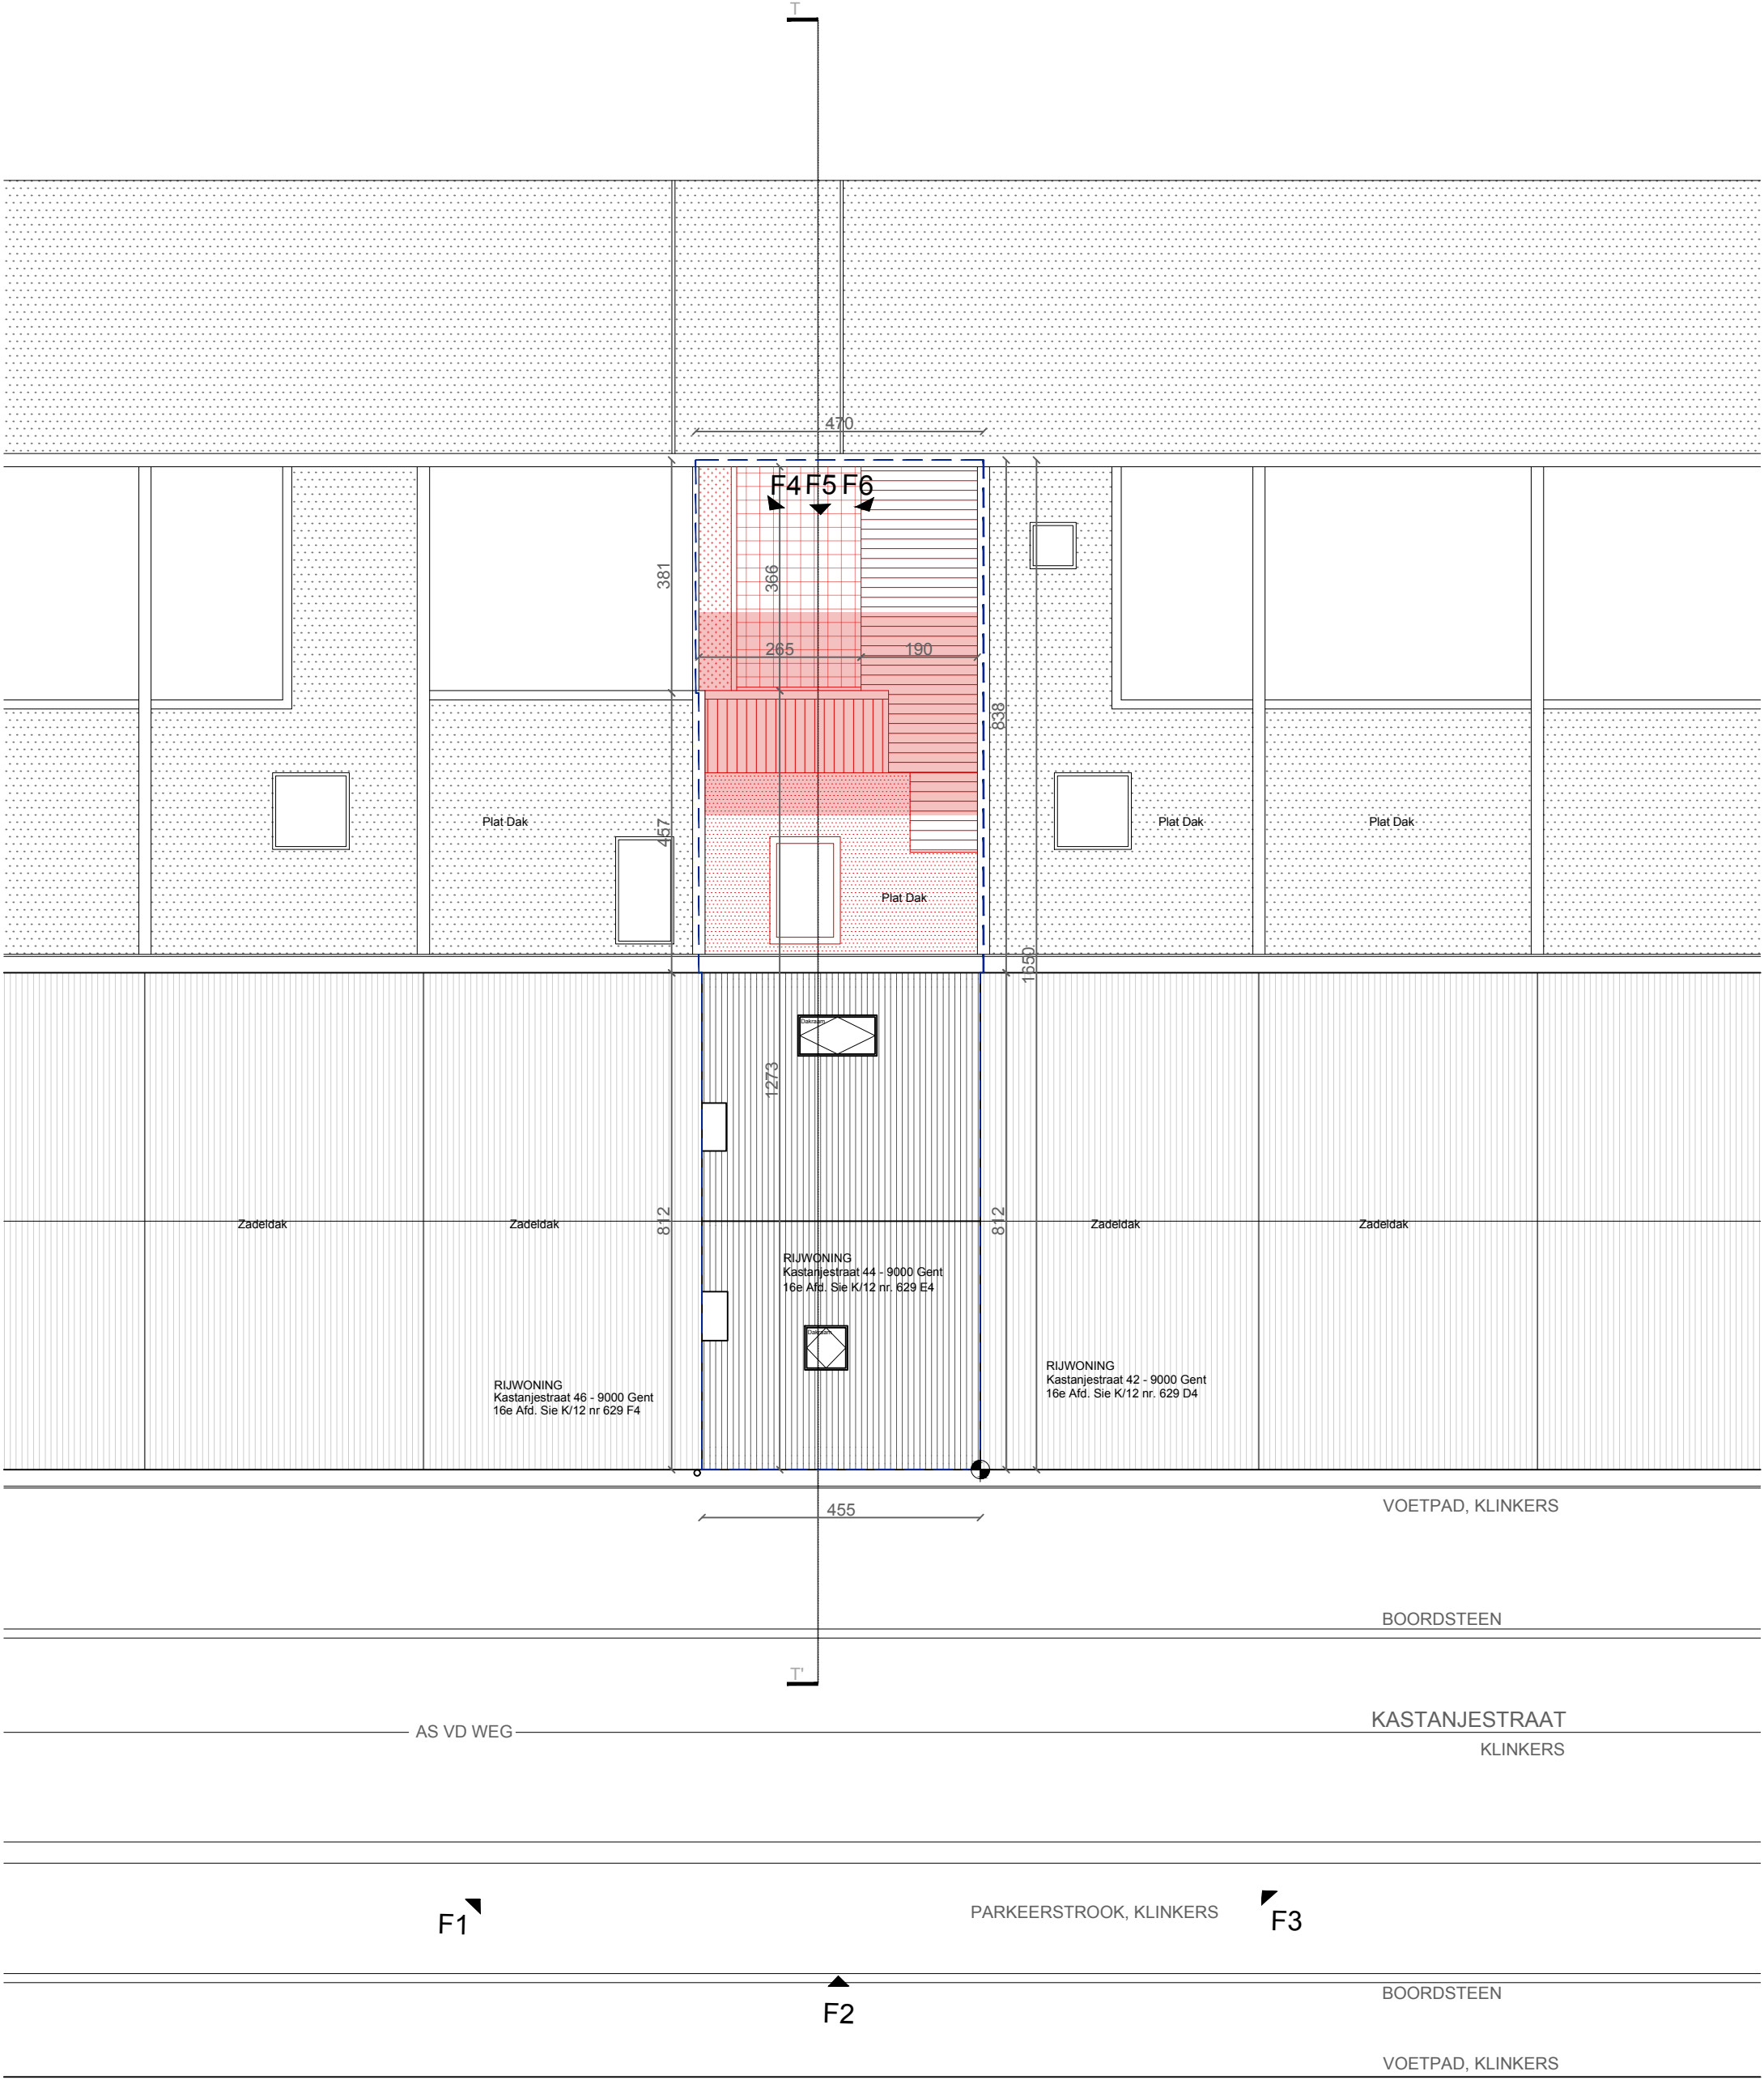 T
470
F4 F5 F6
381
366
265
190
838
457
Plat Dak
Plat Dak
Plat Dak
Plat Dak
1650
Dakraam
1273
812
812
Zadeldak
Zadeldak
Zadeldak
Zadeldak
RIJWONING
Kastanjestraat 44 - 9000 Gent
16e Afd. Sie K/12 nr. 629 E4
Dakraam
RIJWONING
Kastanjestraat 46 - 9000 Gent
16e Afd. Sie K/12 nr 629 F4
RIJWONING
Kastanjestraat 42 - 9000 Gent
16e Afd. Sie K/12 nr. 629 D4
455
VOETPAD, KLINKERS
BOORDSTEEN
T'
AS VD WEG
KASTANJESTRAAT
KLINKERS
F1
PARKEERSTROOK, KLINKERS
F3
F2
BOORDSTEEN
VOETPAD, KLINKERS